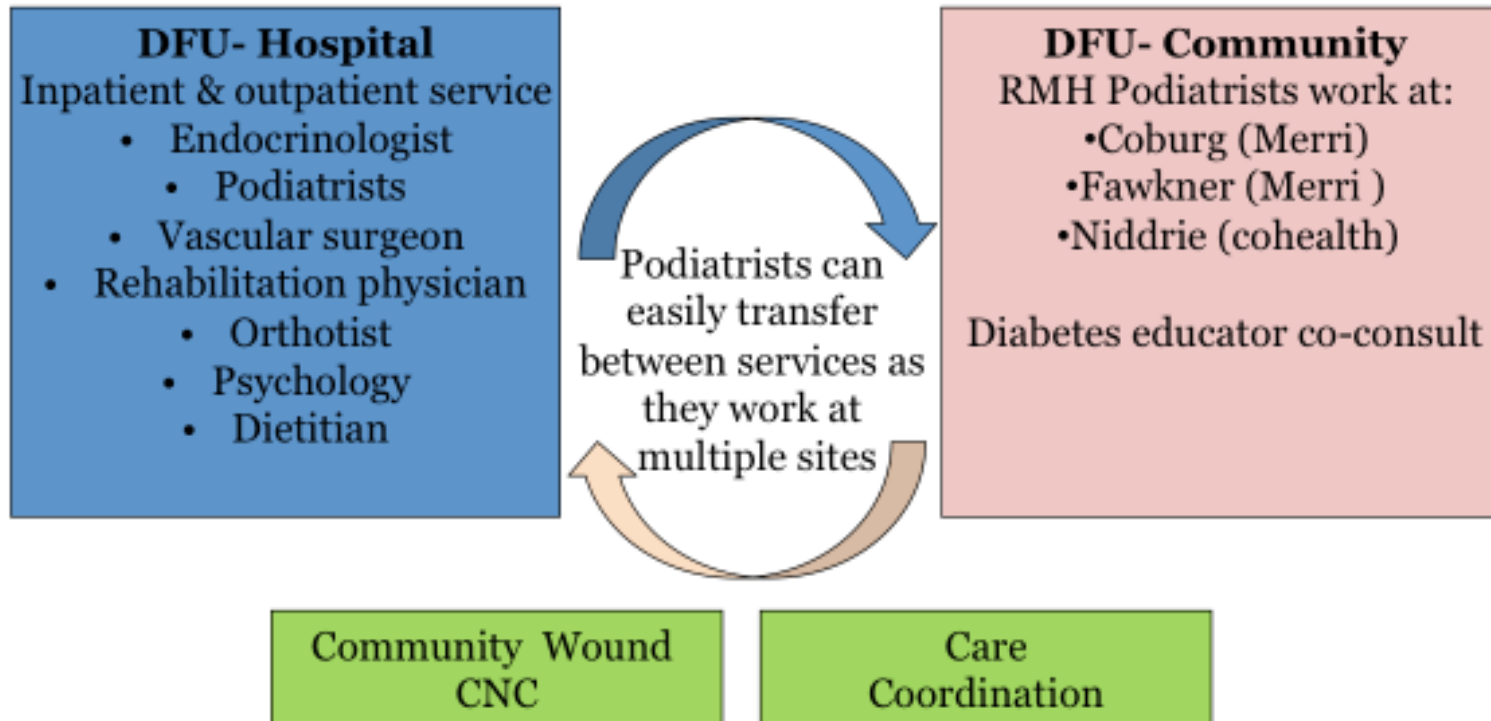 DFU- Hospital
Inpatient & outpatient service
• Endocrinologist
• Podiatrists
• Vascular surgeon
• Rehabilitation physician
• Orthotist
• Psychology
• Dietitian
Podiatrists can
easily transfer
between services as
they work at
multiple sites
DFU- Community
RMH Podiatrists work at:
•Coburg (Merri)
•Fawkner (Merri )
•Niddrie (cohealth)
Diabetes educator co-consult
Community Wound
CNC
Care
Coordination